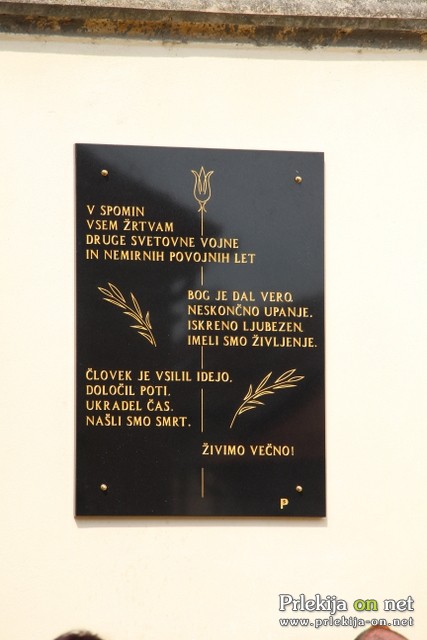 V SPOMIN
VSEM ŽRTVAM
DRUGE SVETOVNE VOJNE
IN NEMIRNIH POVOJNIH LET
BOG JE DAL VERO,
NESKONČNO UPANJE,
ISKRENO LJUBEZEN,
IMELI SMO ŽIVLJENJE.
ČLOVEK JE VSILIL IDEJO,
DOLOČIL POTI,
UKRADEL ČAS.
NAŠLI SMO SMRT.
ŽIVIMO VEČNO!
P
Prlekija on net
www.prlekija-on.net